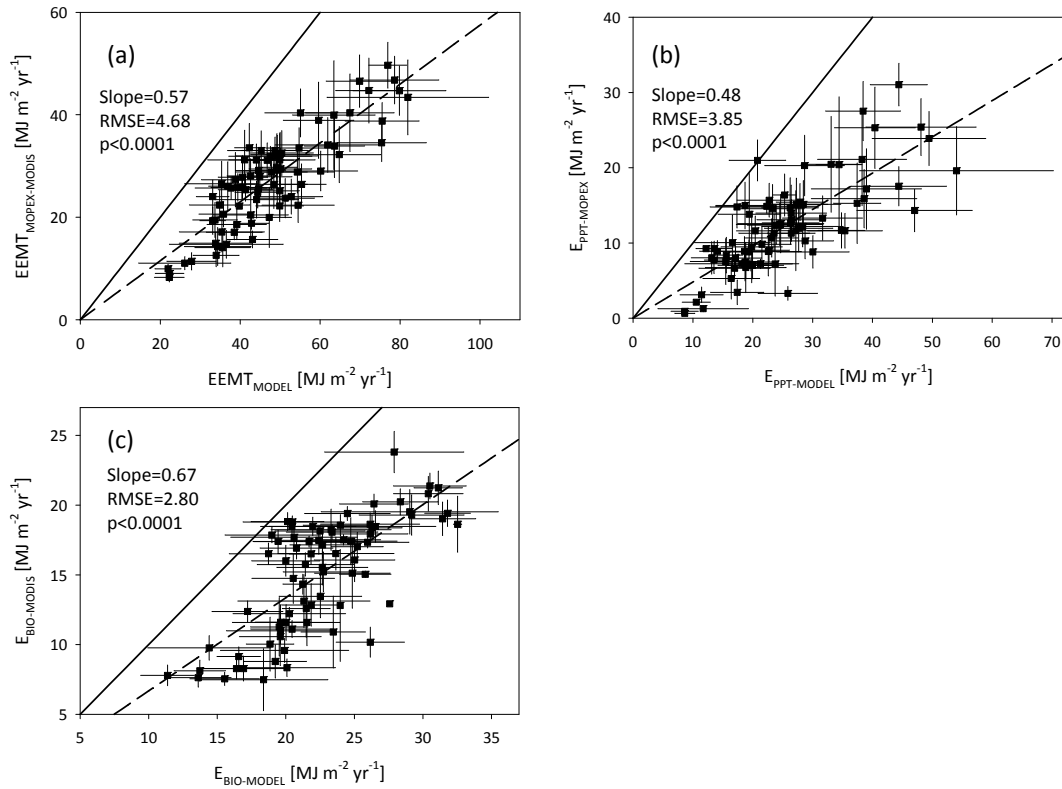 (a)
Slope=0.57
RMSE=4.68
p<0.0001
EEMT_MOPEX-MODIS [MJ m⁻² yr⁻¹]
60
40
20
0
0 20 40 60 80 100
EEMT_MODEL [MJ m⁻² yr⁻¹]
(b)
Slope=0.48
RMSE=3.85
p<0.0001
E_PPT-MOPEX [MJ m⁻² yr⁻¹]
40
30
20
10
0
0 10 20 30 40 50 60 70
E_PPT-MODEL [MJ m⁻² yr⁻¹]
(c)
Slope=0.67
RMSE=2.80
p<0.0001
E_BIO-MODIS [MJ m⁻² yr⁻¹]
25
20
15
10
5
5 10 15 20 25 30 35
E_BIO-MODEL [MJ m⁻² yr⁻¹]